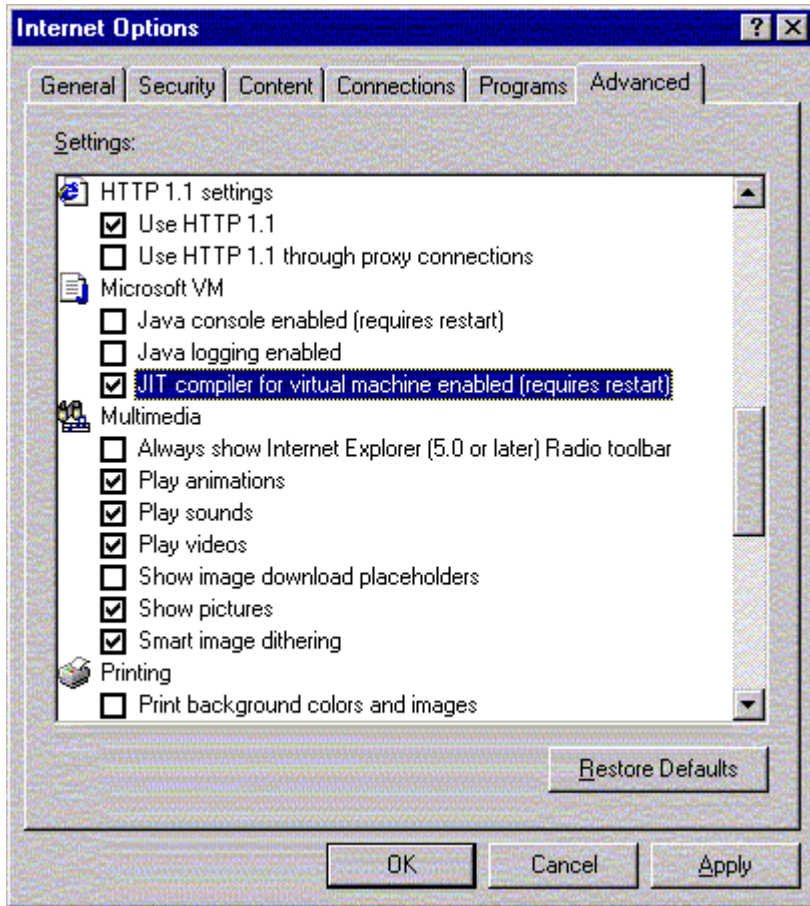 Internet Options
General Security Content Connections Programs Advanced
Settings:
HTTP 1.1 settings
Use HTTP 1.1
Use HTTP 1.1 through proxy connections
Microsoft VM
Java console enabled (requires restart)
Java logging enabled
JIT compiler for virtual machine enabled (requires restart)
Multimedia
Always show Internet Explorer (5.0 or later) Radio toolbar
Play animations
Play sounds
Play videos
Show image download placeholders
Show pictures
Smart image dithering
Printing
Print background colors and images
Restore Defaults
OK Cancel Apply